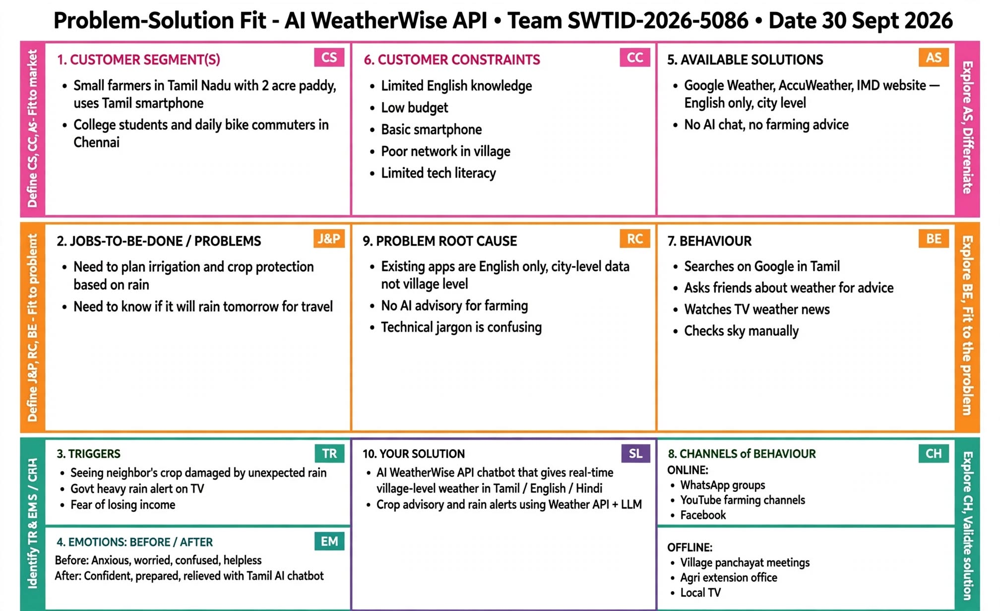 Problem-Solution Fit - AI WeatherWise API • Team SWTID-2026-5086 • Date 30 Sept 2026
Define CS, CC, AS- Fitto market
1. CUSTOMER SEGMENT(S)
CS
• Small farmers in Tamil Nadu with 2 acre paddy,
uses Tamil smartphone
• College students and daily bike commuters in
Chennai
6. CUSTOMER CONSTRAINTS
CC
• Limited English knowledge
• Low budget
• Basic smartphone
• Poor network in village
• Limited tech literacy
5. AVAILABLE SOLUTIONS
AS
• Google Weather, AccuWeather, IMD website —
English only, city level
• No AI chat, no farming advice
Explore AS, Differeniate
Define J&P, RC, BE - Fit to problemt
2. JOBS-TO-BE-DONE / PROBLEMS
J&P
• Need to plan irrigation and crop protection
based on rain
• Need to know if it will rain tomorrow for travel
9. PROBLEM ROOT CAUSE
RC
• Existing apps are English only, city-level data
not village level
• No AI advisory for farming
• Technical jargon is confusing
7. BEHAVIOUR
BE
• Searches on Google in Tamil
• Asks friends about weather for advice
• Watches TV weather news
• Checks sky manually
Explore BE, Fit to the problem
Identify TR & EMS /
3. TRIGGERS
TR
• Seeing neighbor's crop damaged by unexpected rain
• Govt heavy rain alert on TV
• Fear of losing income
4. EMOTIONS: BEFORE / AFTER
EM
Before: Anxious, worried, confused, helpless
After: Confident, prepared, relieved with Tamil AI chatbot
10. YOUR SOLUTION
SL
• AI WeatherWise API chatbot that gives real-time
village-level weather in Tamil / English / Hindi
• Crop advisory and rain alerts using Weather API + LLM
8. CHANNELS of BEHAVIOUR
CH
ONLINE:
• WhatsApp groups
• YouTube farming channels
• Facebook
OFFLINE:
• Village panchayat meetings
• Agri extension office
• Local TV
Explore CH, Validite solution